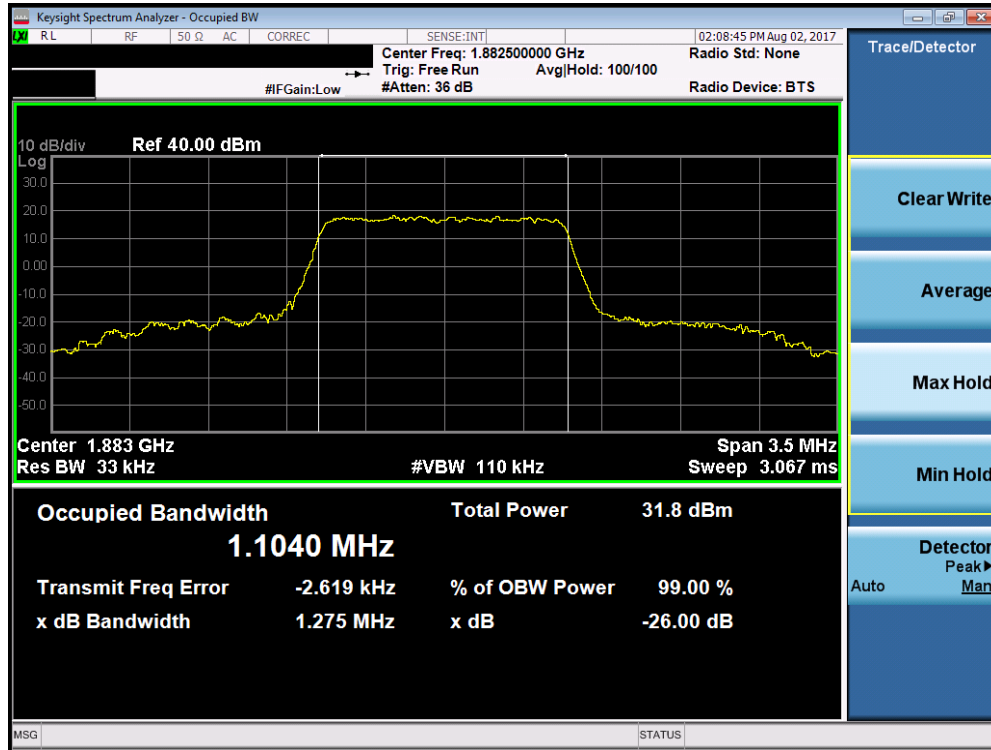 Keysight Spectrum Analyzer - Occupied BW
LXI RL RF 50 Ω AC CORREC SENSE:INT 02:08:45 PM Aug 02, 2017
Center Freq: 1.882500000 GHz Radio Std: None
Trig: Free Run Avg|Hold: 100/100
#IFGain:Low #Atten: 36 dB Radio Device: BTS
10 dB/div Ref 40.00 dBm
Log
30.0
20.0
10.0
0.00
-10.0
-20.0
-30.0
-40.0
-50.0
Center 1.883 GHz Span 3.5 MHz
Res BW 33 kHz #VBW 110 kHz Sweep 3.067 ms
Occupied Bandwidth Total Power 31.8 dBm
1.1040 MHz
Transmit Freq Error -2.619 kHz % of OBW Power 99.00 %
x dB Bandwidth 1.275 MHz x dB -26.00 dB
MSG STATUS
Trace/Detector
Clear Write
Average
Max Hold
Min Hold
Detector
Peak▶
Auto Man